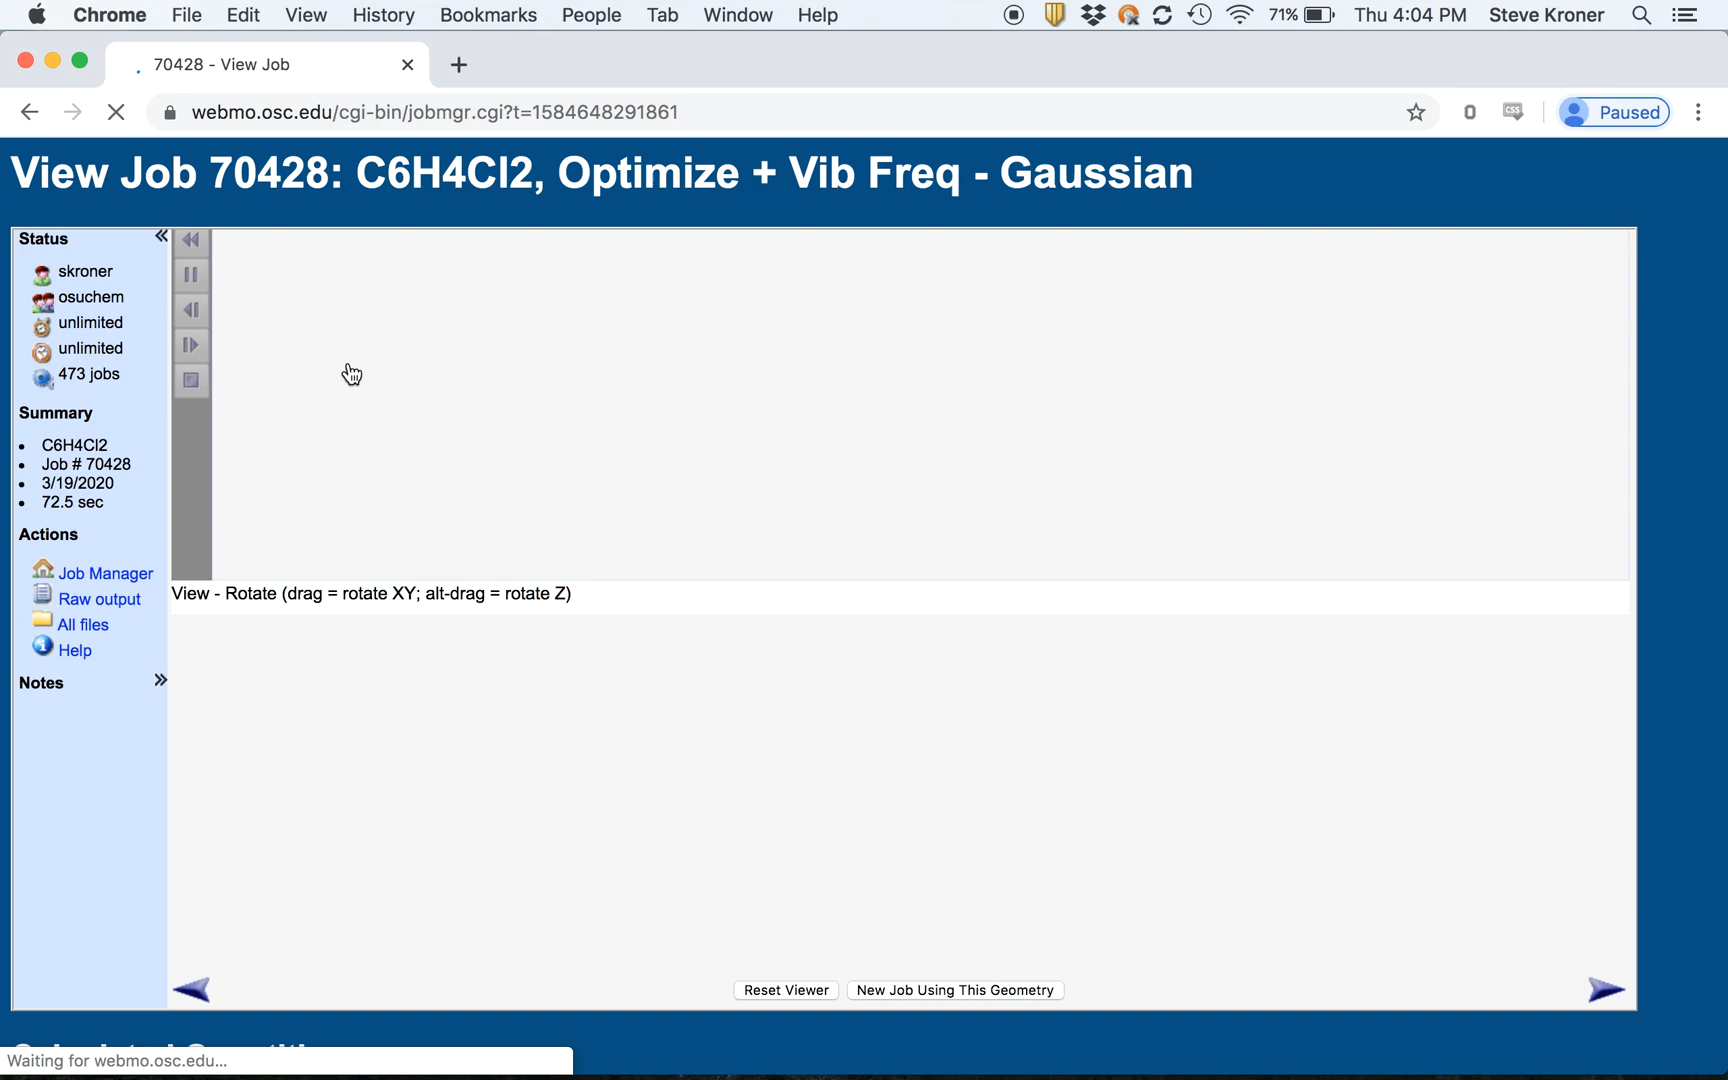 Chrome File Edit View History Bookmarks People Tab Window Help 71% Thu 4:04 PM Steve Kroner
70428 - View Job
webmo.osc.edu/cgi-bin/jobmgr.cgi?t=1584648291861 CSS Paused
View Job 70428: C6H4Cl2, Optimize + Vib Freq - Gaussian
Status
skroner
osuchem
unlimited
unlimited
473 jobs
Summary
C6H4Cl2
Job # 70428
3/19/2020
72.5 sec
Actions
Job Manager
Raw output
All files
Help
Notes
View - Rotate (drag = rotate XY; alt-drag = rotate Z)
Reset Viewer New Job Using This Geometry
Waiting for webmo.osc.edu...